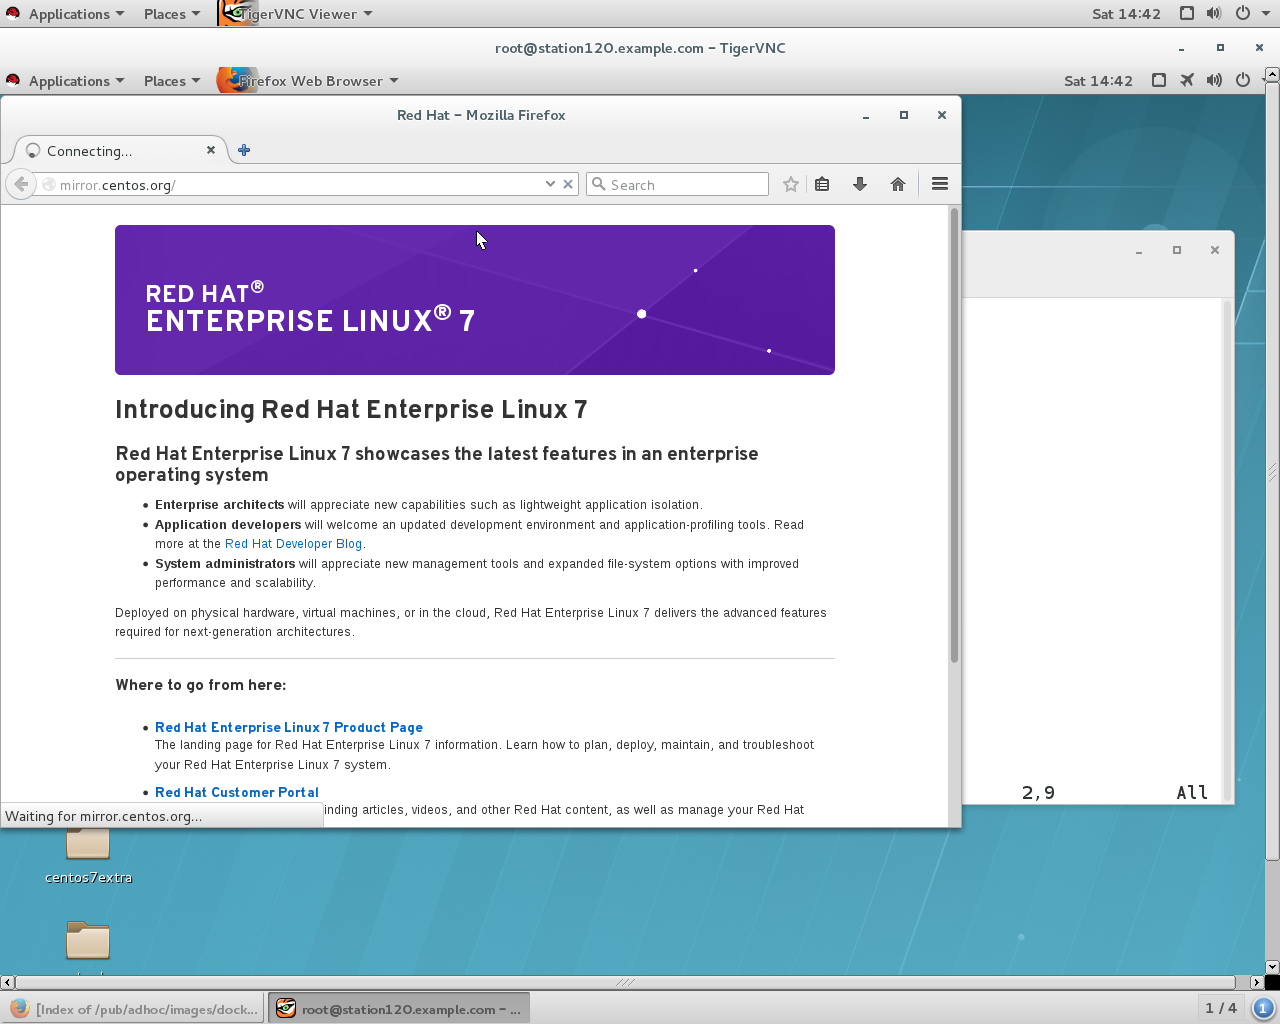 Applications Places TigerVNC Viewer Sat 14:42
root@station120.example.com – TigerVNC
Applications Places Firefox Web Browser Sat 14:42
Red Hat – Mozilla Firefox
Connecting...
mirror.centos.org/ Search
RED HAT®
ENTERPRISE LINUX® 7
Introducing Red Hat Enterprise Linux 7
Red Hat Enterprise Linux 7 showcases the latest features in an enterprise
operating system
• Enterprise architects will appreciate new capabilities such as lightweight application isolation.
• Application developers will welcome an updated development environment and application-profiling tools. Read
more at the Red Hat Developer Blog.
• System administrators will appreciate new management tools and expanded file-system options with improved
performance and scalability.
Deployed on physical hardware, virtual machines, or in the cloud, Red Hat Enterprise Linux 7 delivers the advanced features
required for next-generation architectures.
Where to go from here:
• Red Hat Enterprise Linux 7 Product Page
The landing page for Red Hat Enterprise Linux 7 information. Learn how to plan, deploy, maintain, and troubleshoot
your Red Hat Enterprise Linux 7 system.
• Red Hat Customer Portal
inding articles, videos, and other Red Hat content, as well as manage your Red Hat
Waiting for mirror.centos.org...
2,9 All
centos7extra
[Index of /pub/adhoc/images/dock... root@station120.example.com – ... 1 / 4 1